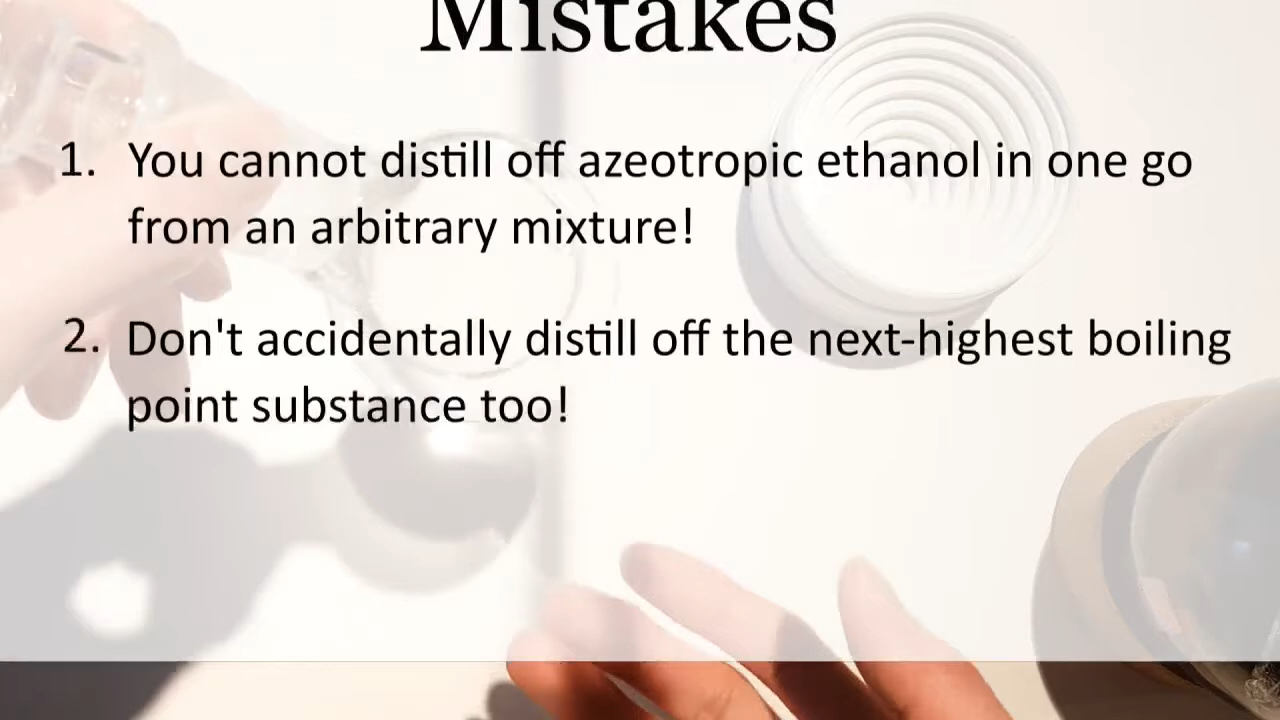 Mistakes
1. You cannot distill off azeotropic ethanol in one go
from an arbitrary mixture!
2. Don't accidentally distill off the next-highest boiling
point substance too!